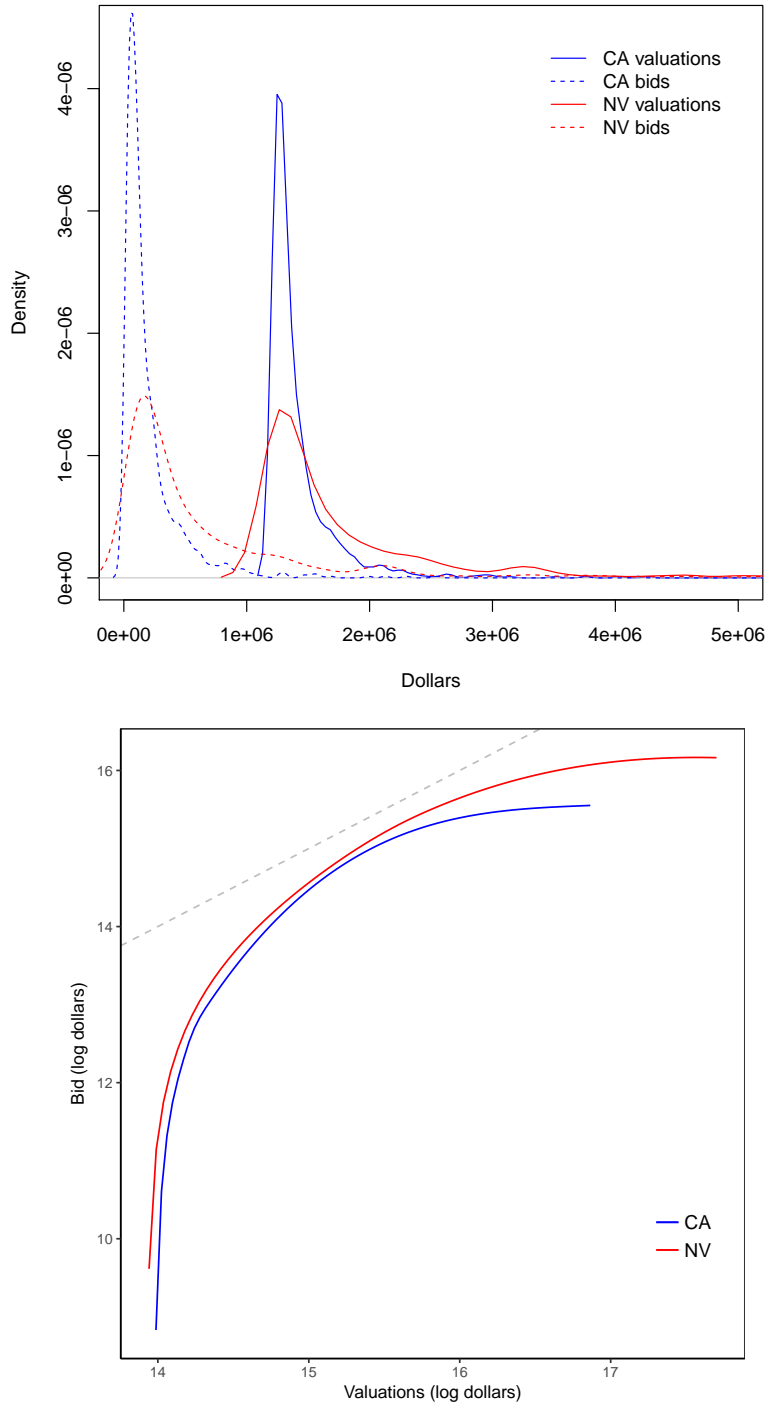 CA valuations
CA bids
NV valuations
NV bids
Density
0e+00
1e−06
2e−06
3e−06
4e−06
0e+00 1e+06 2e+06 3e+06 4e+06 5e+06
Dollars
Bid (log dollars)
16
14
12
10
CA
NV
14 15 16 17
Valuations (log dollars)